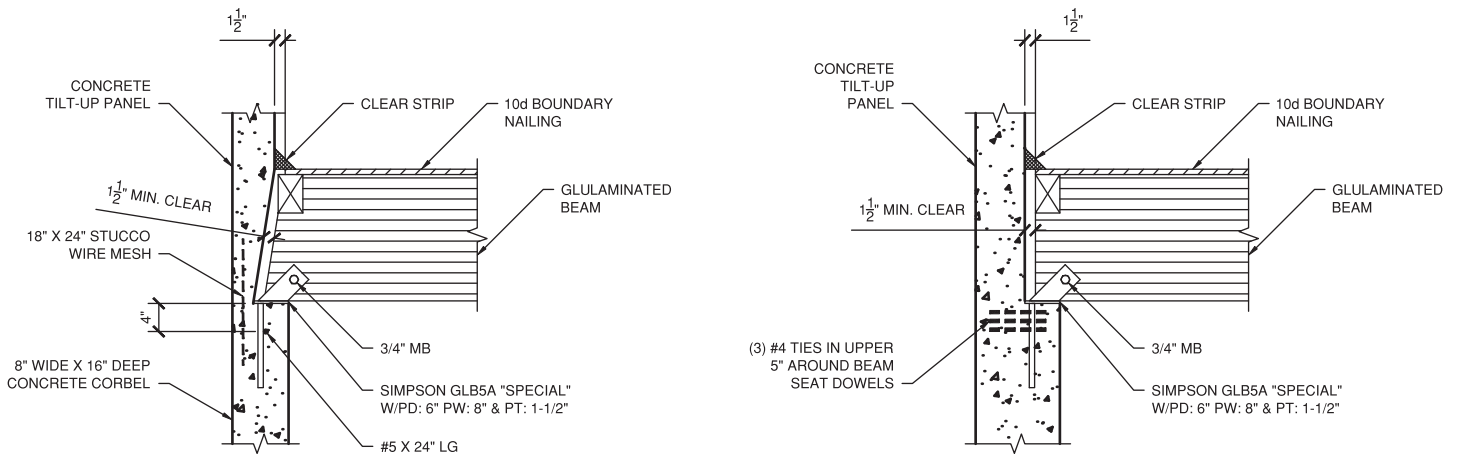 1 1/2"
CONCRETE
TILT-UP PANEL
CLEAR STRIP
10d BOUNDARY
NAILING
1 1/2" MIN. CLEAR
GLULAMINATED
BEAM
18" X 24" STUCCO
WIRE MESH
4"
8" WIDE X 16" DEEP
CONCRETE CORBEL
3/4" MB
SIMPSON GLB5A "SPECIAL"
W/PD: 6" PW: 8" & PT: 1-1/2"
#5 X 24" LG
1 1/2"
CONCRETE
TILT-UP
PANEL
CLEAR STRIP
10d BOUNDARY
NAILING
1 1/2" MIN. CLEAR
GLULAMINATED
BEAM
(3) #4 TIES IN UPPER
5" AROUND BEAM
SEAT DOWELS
3/4" MB
SIMPSON GLB5A "SPECIAL"
W/PD: 6" PW: 8" & PT: 1-1/2"